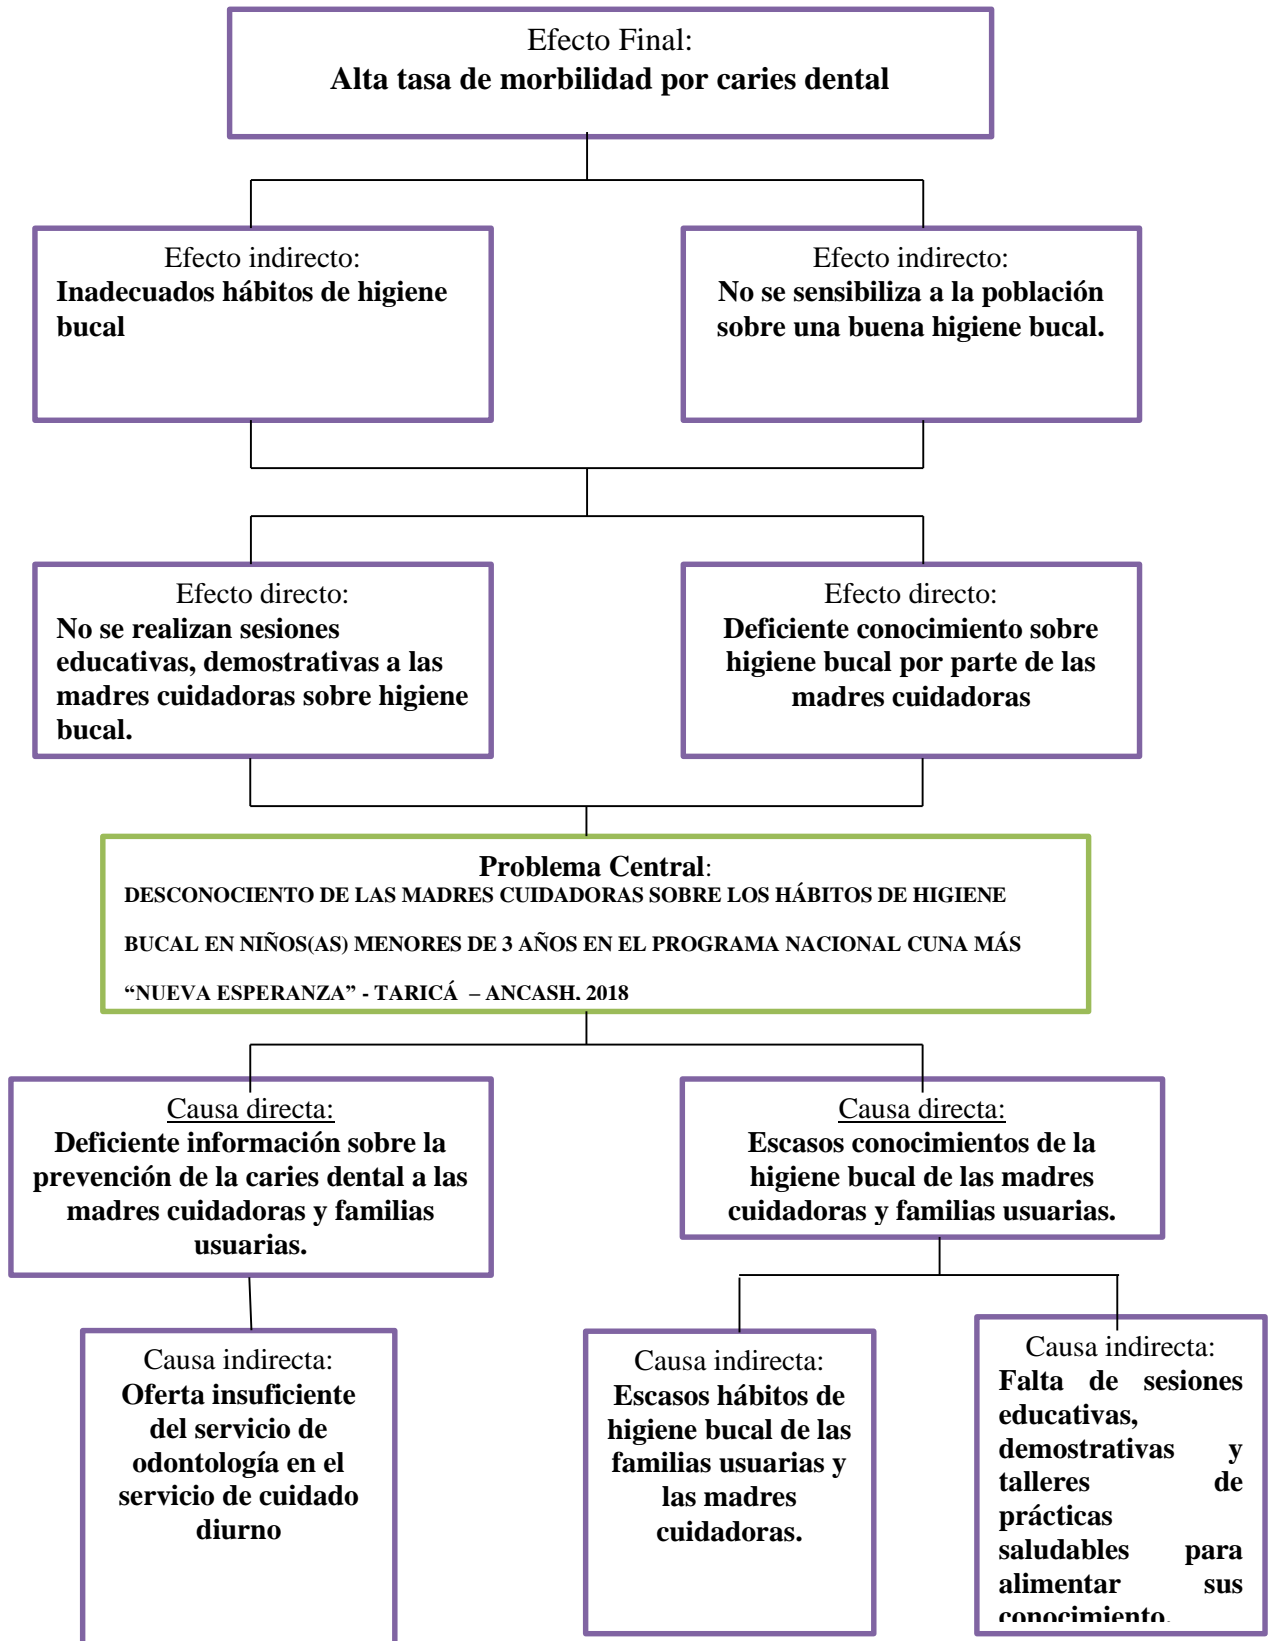 Efecto Final:
Alta tasa de morbilidad por caries dental
Efecto indirecto:
Inadecuados hábitos de higiene
bucal
Efecto indirecto:
No se sensibiliza a la población
sobre una buena higiene bucal.
Efecto directo:
No se realizan sesiones
educativas, demostrativas a las
madres cuidadoras sobre higiene
bucal.
Efecto directo:
Deficiente conocimiento sobre
higiene bucal por parte de las
madres cuidadoras
Problema Central:
DESCONOCIENTO DE LAS MADRES CUIDADORAS SOBRE LOS HÁBITOS DE HIGIENE
BUCAL EN NIÑOS(AS) MENORES DE 3 AÑOS EN EL PROGRAMA NACIONAL CUNA MÁS
“NUEVA ESPERANZA” - TARICÁ – ANCASH, 2018
Causa directa:
Deficiente información sobre la
prevención de la caries dental a las
madres cuidadoras y familias
usuarias.
Causa directa:
Escasos conocimientos de la
higiene bucal de las madres
cuidadoras y familias usuarias.
Causa indirecta:
Oferta insuficiente
del servicio de
odontología en el
servicio de cuidado
diurno
Causa indirecta:
Escasos hábitos de
higiene bucal de las
familias usuarias y
las madres
cuidadoras.
Causa indirecta:
Falta de sesiones
educativas,
demostrativas y
talleres de
prácticas
saludables para
alimentar sus
conocimiento.